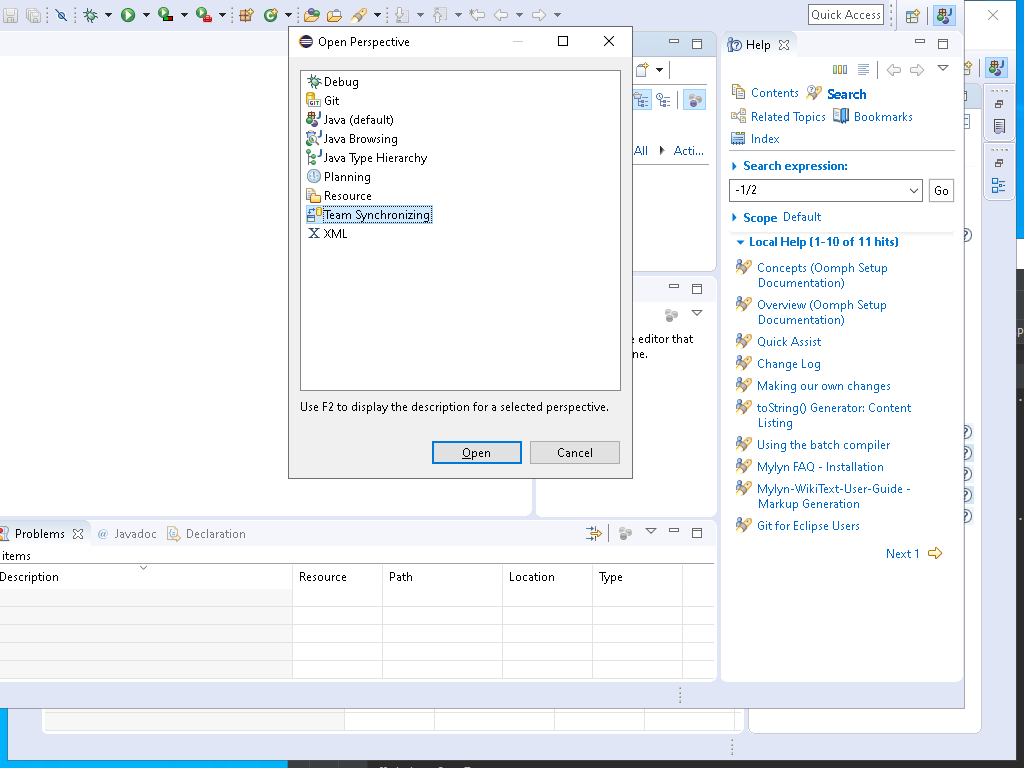 Quick Access
Open Perspective
Debug
Git
Java (default)
Java Browsing
Java Type Hierarchy
Planning
Resource
Team Synchronizing
XML
Use F2 to display the description for a selected perspective.
Open
Cancel
All
Acti...
editor that
ne.
Help
Contents
Search
Related Topics
Bookmarks
Index
Search expression:
-1/2
Go
Scope Default
Local Help (1-10 of 11 hits)
Concepts (Oomph Setup
Documentation)
Overview (Oomph Setup
Documentation)
Quick Assist
Change Log
Making our own changes
toString() Generator: Content
Listing
Using the batch compiler
Mylyn FAQ - Installation
Mylyn-WikiText-User-Guide -
Markup Generation
Git for Eclipse Users
Next 1
Problems
@ Javadoc
Declaration
items
Description
Resource
Path
Location
Type